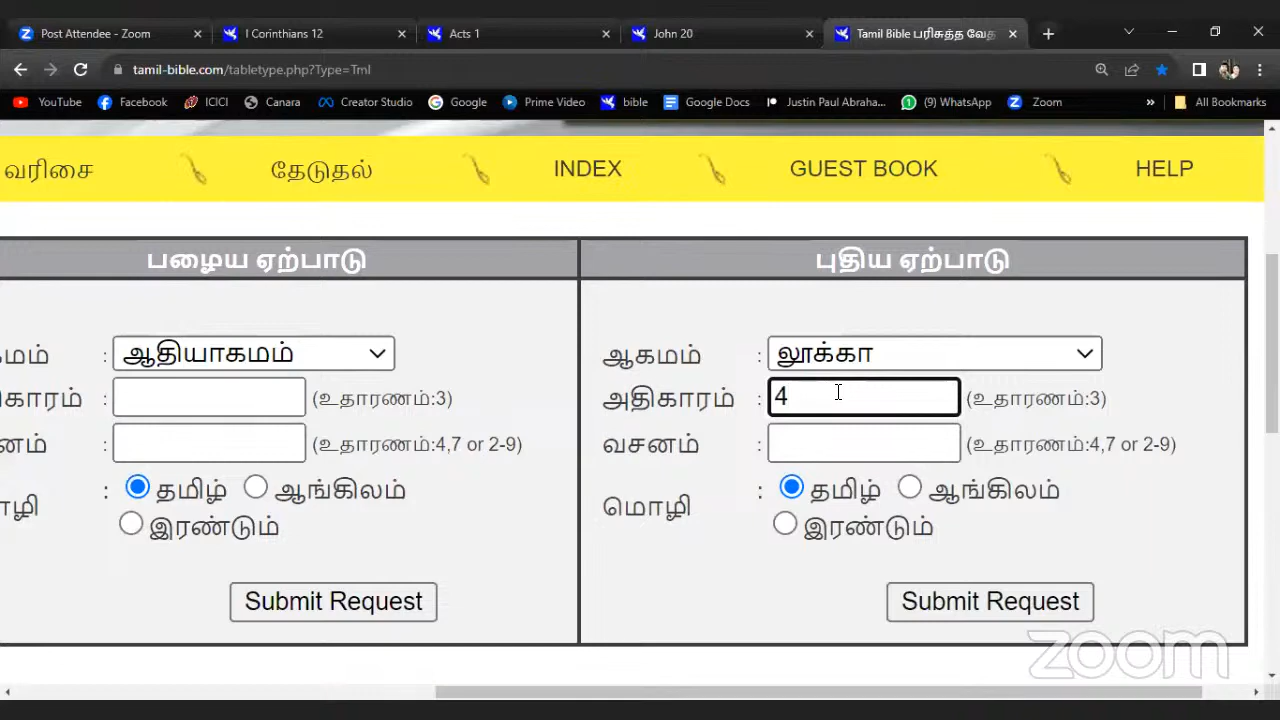 Post Attendee - Zoom
I Corinthians 12
Acts 1
John 20
Tamil Bible பரிசுத்த வேத
tamil-bible.com/tabletype.php?Type=Tml
YouTube
Facebook
ICICI
Canara
Creator Studio
Google
Prime Video
bible
Google Docs
Justin Paul Abraha...
(9) WhatsApp
Zoom
»
All Bookmarks
வரிசை
தேடுதல்
INDEX
GUEST BOOK
HELP
பழைய ஏற்பாடு
புதிய ஏற்பாடு
மம் : ஆதியாகமம்
ஆகமம் : லூக்கா
காரம் : (உதாரணம்:3)
அதிகாரம் : 4 (உதாரணம்:3)
னம் : (உதாரணம்:4,7 or 2-9)
வசனம் : (உதாரணம்:4,7 or 2-9)
ழி : தமிழ் ஆங்கிலம்
இரண்டும்
மொழி : தமிழ் ஆங்கிலம்
இரண்டும்
Submit Request
Submit Request
zoom